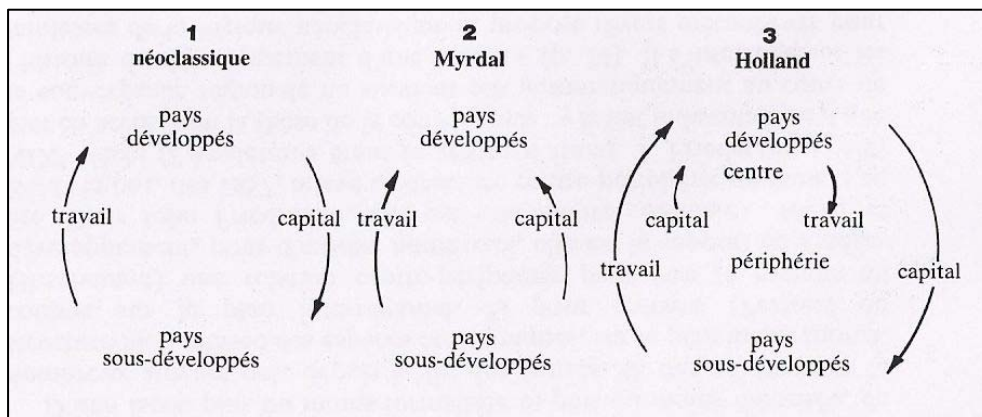 1
néoclassique
pays
développés
travail
capital
pays
sous-développés
2
Myrdal
pays
développés
travail
capital
pays
sous-développés
3
Holland
pays
développés
centre
capital
travail
périphérie
travail
capital
pays
sous-développés